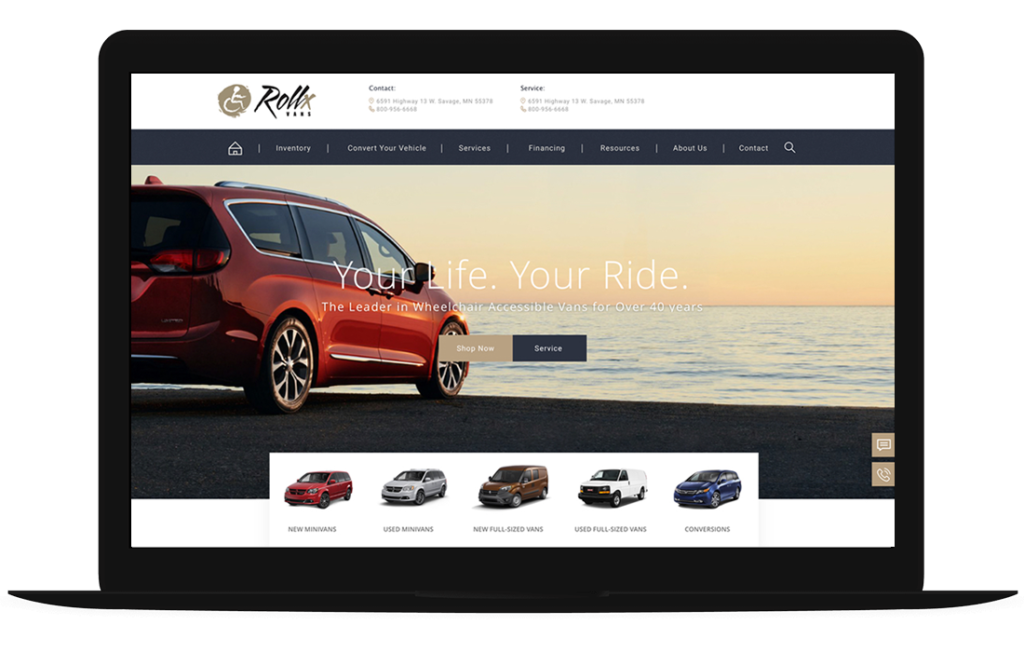 Rollx
VANS
Contact:
6591 Highway 13 W. Savage, MN 55378
800-956-6668
Service:
6591 Highway 13 W. Savage, MN 55378
800-956-6668
Inventory | Convert Your Vehicle | Services | Financing | Resources | About Us | Contact
Your Life. Your Ride.
The Leader in Wheelchair Accessible Vans for Over 40 years
Shop Now
Service
NEW MINIVANS
USED MINIVANS
NEW FULL-SIZED VANS
USED FULL-SIZED VANS
CONVERSIONS